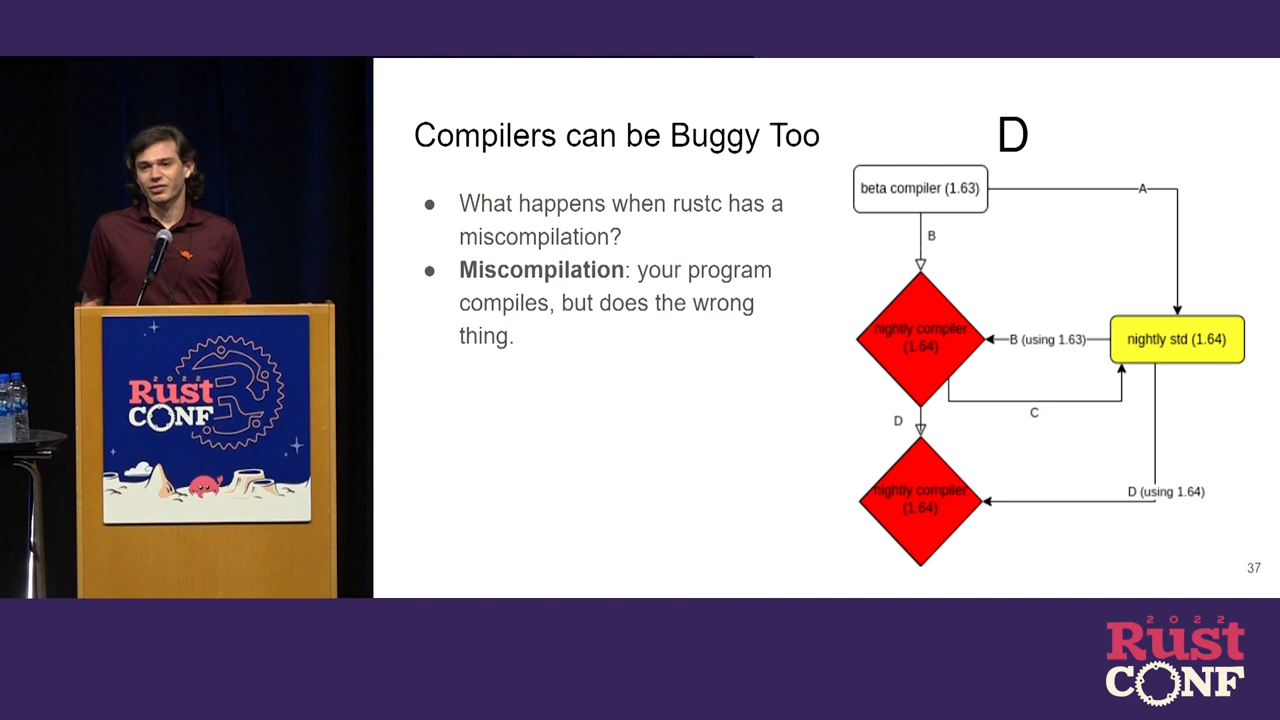 Compilers can be Buggy Too
D
● What happens when rustc has a
miscompilation?
● Miscompilation: your program
compiles, but does the wrong
thing.
beta compiler (1.63)
A
B
nightly compiler
(1.64)
B (using 1.63)
nightly std (1.64)
C
D
nightly compiler
(1.64)
D (using 1.64)
37
2022
Rust
CONF
2022
Rust
CONF